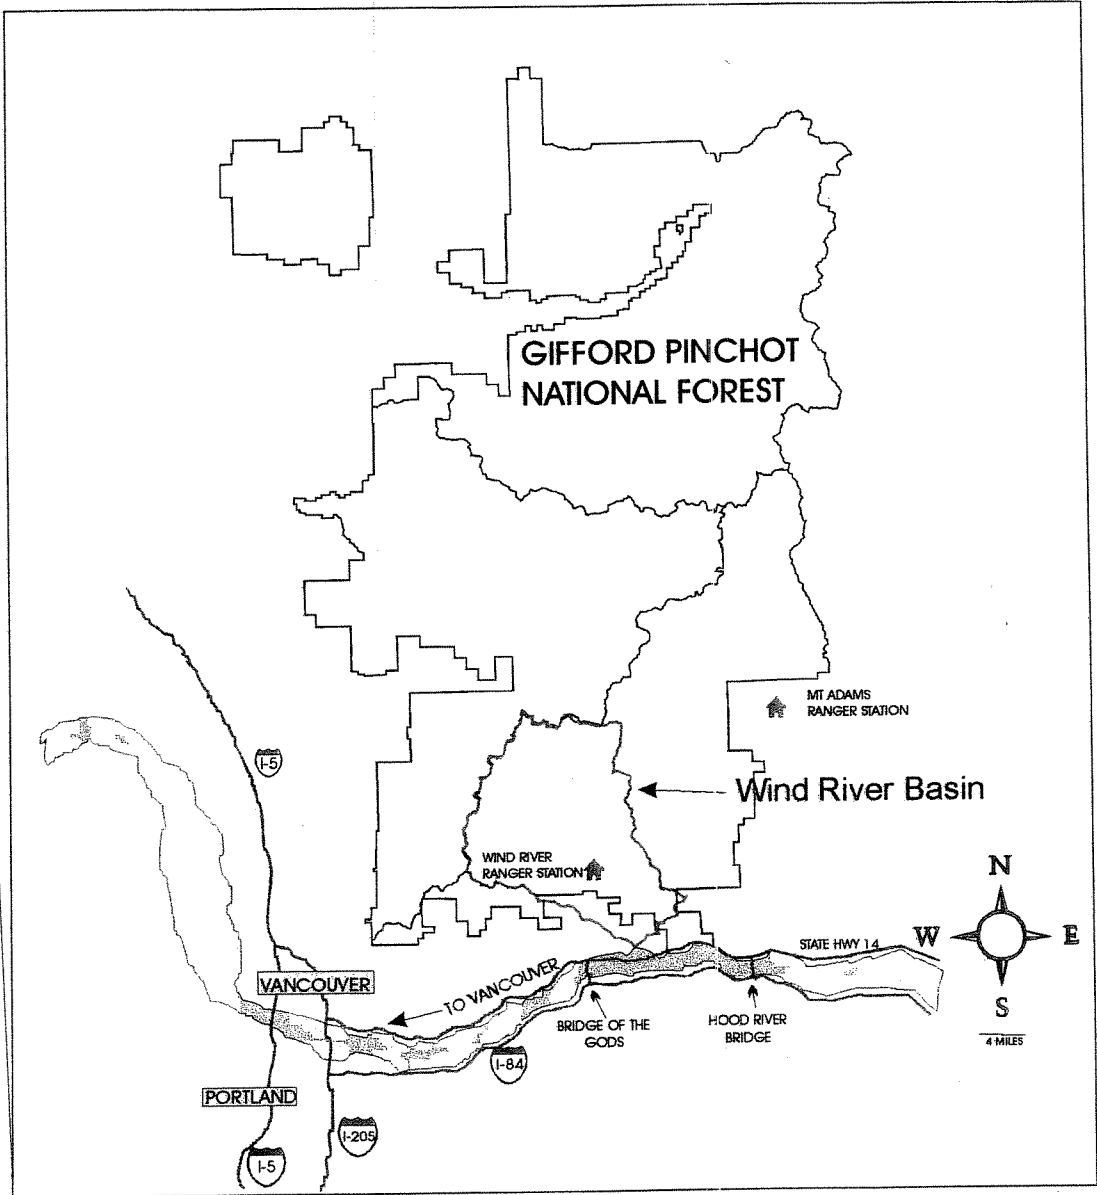 GIFFORD PINCHOT
NATIONAL FOREST
MT ADAMS
RANGER STATION
I-5
Wind River Basin
WIND RIVER
RANGER STATION
N
W
E
S
4 MILES
STATE HWY 14
VANCOUVER
TO VANCOUVER
BRIDGE OF THE
GODS
HOOD RIVER
BRIDGE
I-84
PORTLAND
I-205
I-5